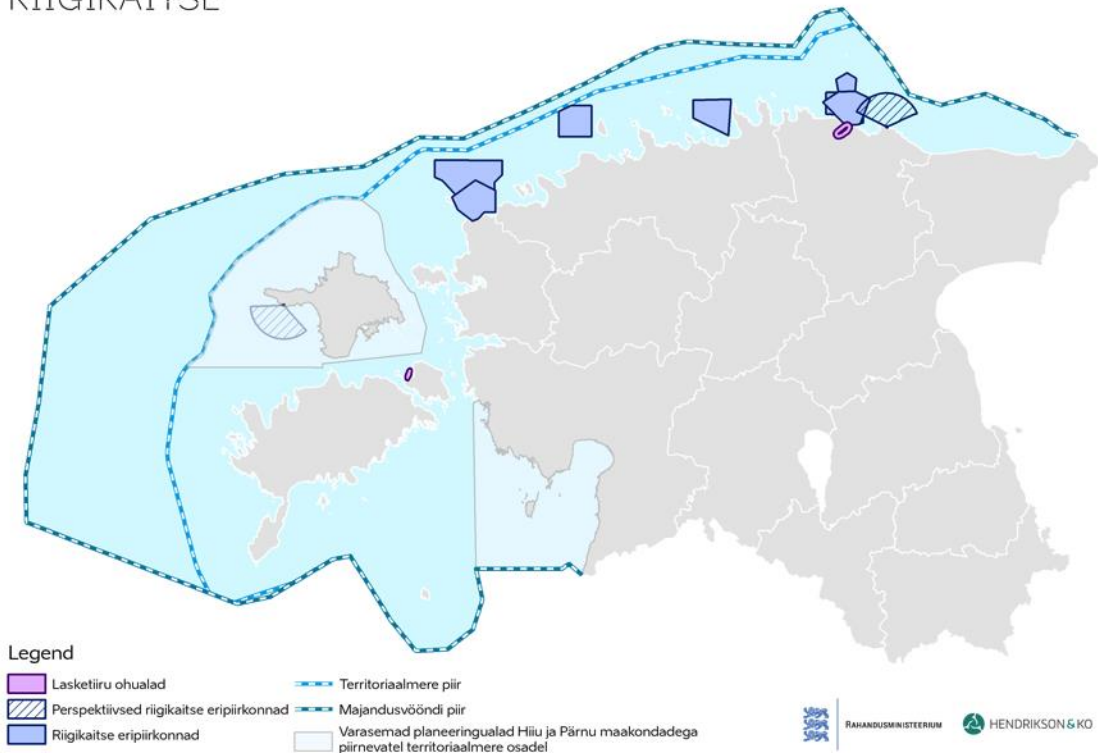 RIIGIKAITSE
Legend
Lasketiiru ohualad
Perspektiivsed riigikaitse eripiirkonnad
Riigikaitse eripiirkonnad
Territoriaalmere piir
Majandusvööndi piir
Varasemad planeeringualad Hiiu ja Pärnu maakondadega
piirnevatel territoriaalmere osadel
RAHANDUSMINISTEERIUM
HENDRIKSON & KO